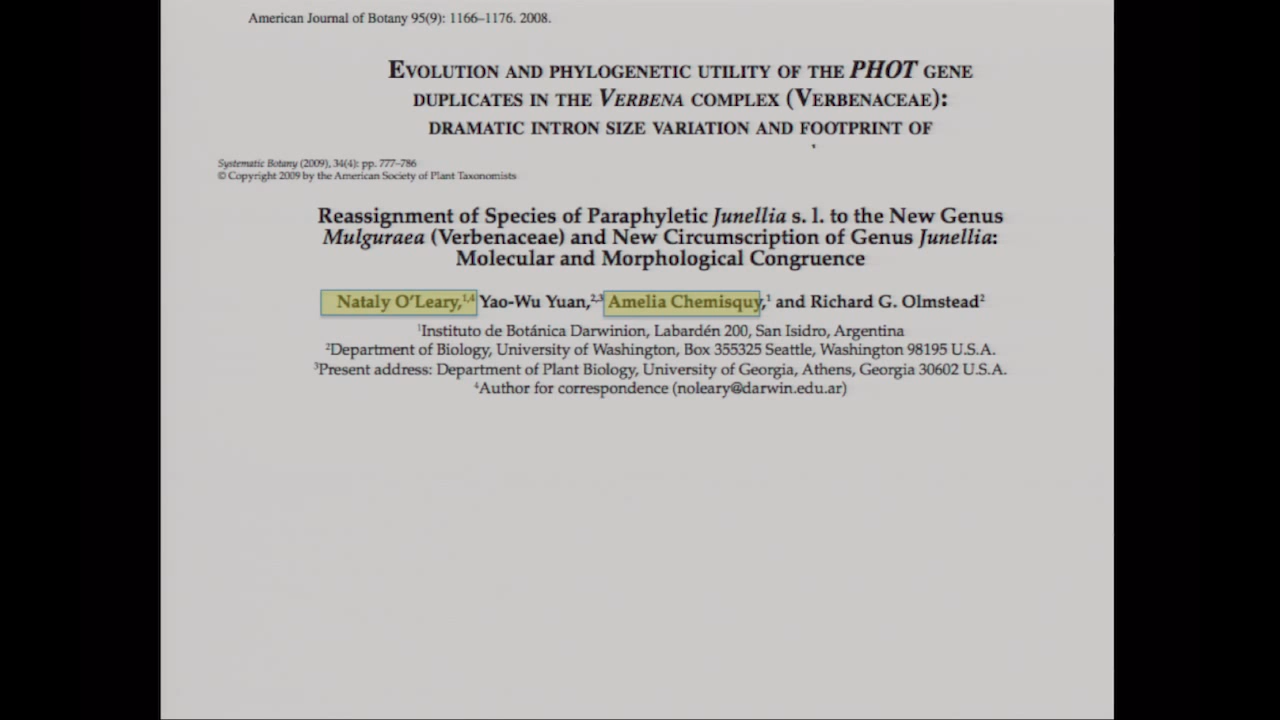 American Journal of Botany 95(9): 1166–1176. 2008.
EVOLUTION AND PHYLOGENETIC UTILITY OF THE PHOT GENE
DUPLICATES IN THE VERBENA COMPLEX (VERBENACEAE):
DRAMATIC INTRON SIZE VARIATION AND FOOTPRINT OF
Systematic Botany (2009), 34(4): pp. 777–786
© Copyright 2009 by the American Society of Plant Taxonomists
Reassignment of Species of Paraphyletic Junellia s. l. to the New Genus
Mulguraea (Verbenaceae) and New Circumscription of Genus Junellia:
Molecular and Morphological Congruence
Nataly O’Leary,1,4 Yao-Wu Yuan,2,3 Amelia Chemisquy,1 and Richard G. Olmstead2
1Instituto de Botánica Darwinion, Labardén 200, San Isidro, Argentina
2Department of Biology, University of Washington, Box 355325 Seattle, Washington 98195 U.S.A.
3Present address: Department of Plant Biology, University of Georgia, Athens, Georgia 30602 U.S.A.
4Author for correspondence (noleary@darwin.edu.ar)